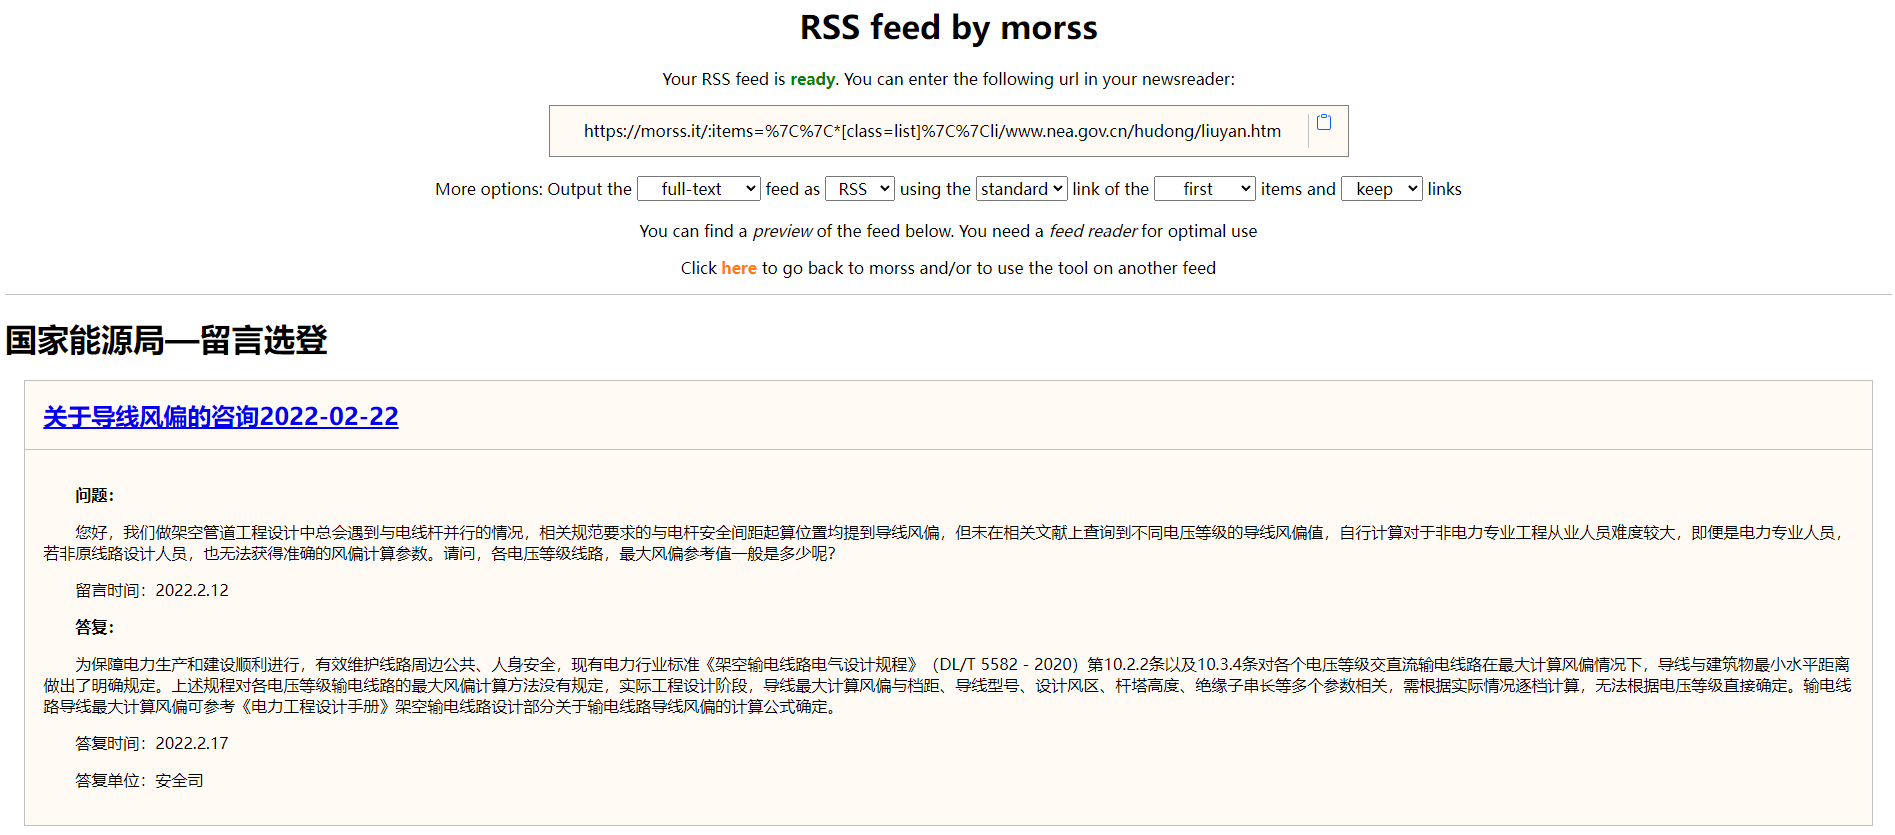 RSS feed by morss
Your RSS feed is ready. You can enter the following url in your newsreader:
https://morss.it/:items=%7C%7C*[class=list]%7C%7Cli/www.nea.gov.cn/hudong/liuyan.htm
More options: Output the full-text feed as RSS using the standard link of the first items and keep links
You can find a preview of the feed below. You need a feed reader for optimal use
Click here to go back to morss and/or to use the tool on another feed
国家能源局—留言选登
关于导线风偏的咨询2022-02-22
问题：
您好，我们做架空管道工程设计中总会遇到与电线杆并行的情况，相关规范要求的与电杆安全间距起算位置均提到导线风偏，但未在相关文献上查询到不同电压等级的导线风偏值，自行计算对于非电力专业工程从业人员难度较大，即便是电力专业人员，
若非原线路设计人员，也无法获得准确的风偏计算参数。请问，各电压等级线路，最大风偏参考值一般是多少呢？
留言时间：2022.2.12
答复：
为保障电力生产和建设顺利进行，有效维护线路周边公共、人身安全，现有电力行业标准《架空输电线路电气设计规程》（DL/T 5582－2020）第10.2.2条以及10.3.4条对各个电压等级交直流输电线路在最大计算风偏情况下，导线与建筑物最小水平距离
做出了明确规定。上述规程对各电压等级输电线路的最大风偏计算方法没有规定，实际工程设计阶段，导线最大计算风偏与档距、导线型号、设计风区、杆塔高度、绝缘子串长等多个参数相关，需根据实际情况逐档计算，无法根据电压等级直接确定。输电线
路导线最大计算风偏可参考《电力工程设计手册》架空输电线路设计部分关于输电线路导线风偏的计算公式确定。
答复时间：2022.2.17
答复单位：安全司